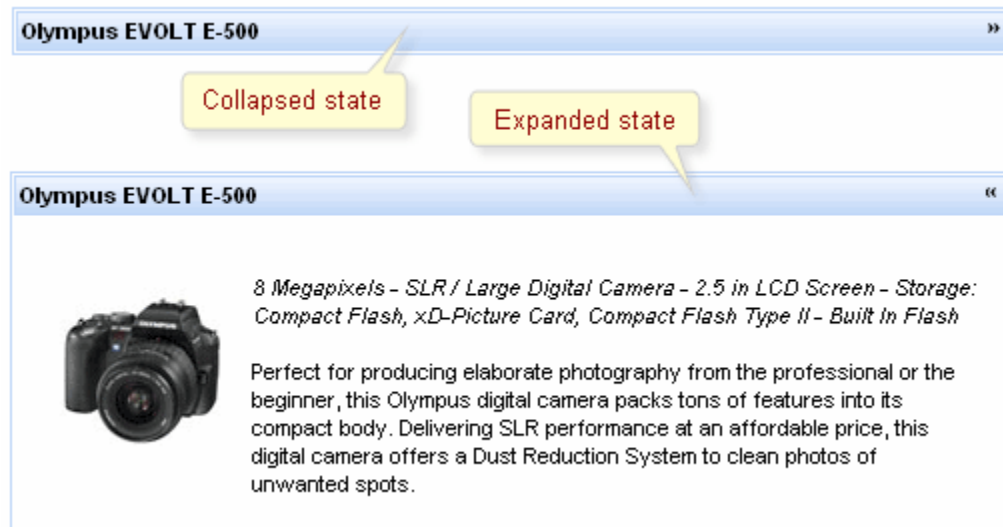 Olympus EVOLT E-500 »
Collapsed state
Expanded state
Olympus EVOLT E-500 «
8 Megapixels - SLR / Large Digital Camera - 2.5 in LCD Screen - Storage:
Compact Flash, xD-Picture Card, Compact Flash Type II - Built In Flash
OLYMPUS
Perfect for producing elaborate photography from the professional or the
beginner, this Olympus digital camera packs tons of features into its
compact body. Delivering SLR performance at an affordable price, this
digital camera offers a Dust Reduction System to clean photos of
unwanted spots.